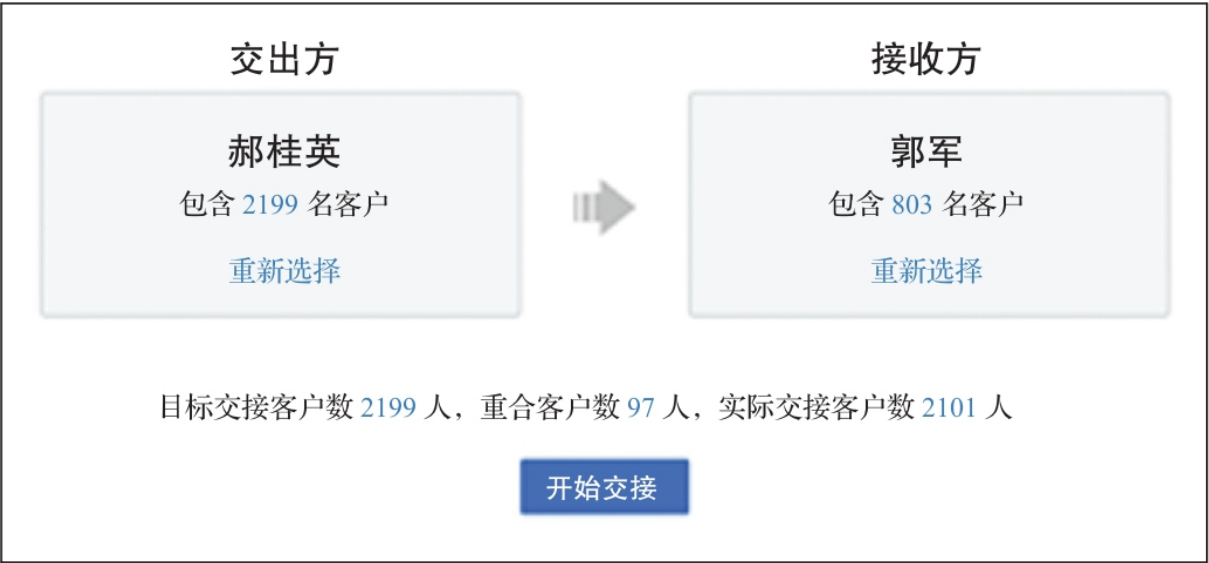 交出方
接收方
郝桂英
包含 2199 名客户
重新选择
郭军
包含 803 名客户
重新选择
目标交接客户数 2199 人，重合客户数 97 人，实际交接客户数 2101 人
开始交接